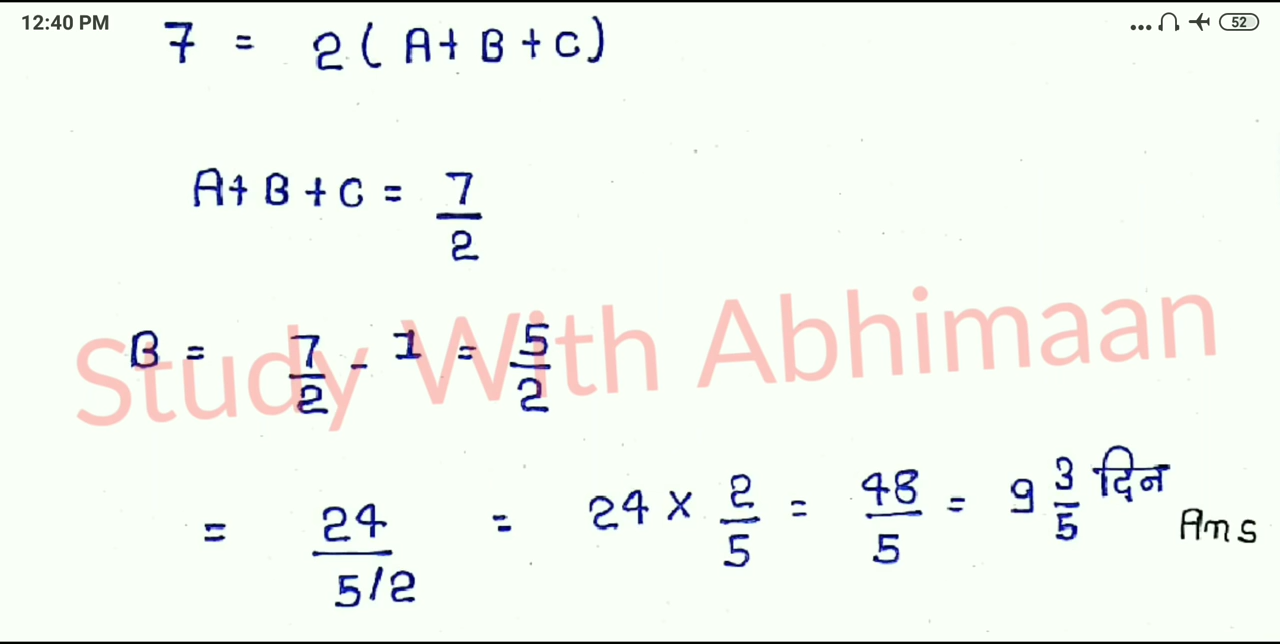 12:40 PM ... 52
7 = 2 ( A + B + C )
A + B + C = 7/2
Study With Abhimaan
B = 7/2 - 1 = 5/2
= 24/5/2 = 24 x 2/5 = 48/5 = 9 3/5 दिन Ans